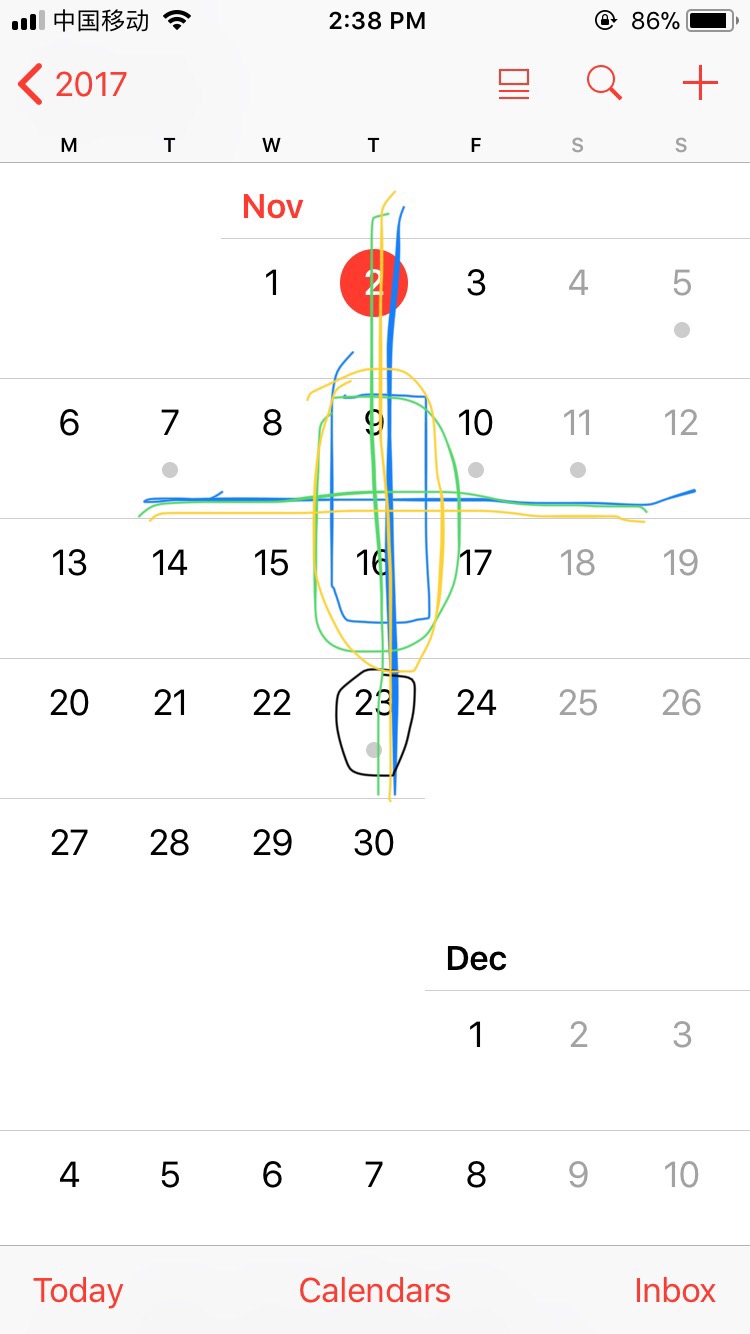 中国移动 2:38 PM 86%
2017
M T W T F S S
Nov
1 2 3 4 5
6 7 8 9 10 11 12
13 14 15 16 17 18 19
20 21 22 23 24 25 26
27 28 29 30
Dec
1 2 3
4 5 6 7 8 9 10
Today Calendars Inbox